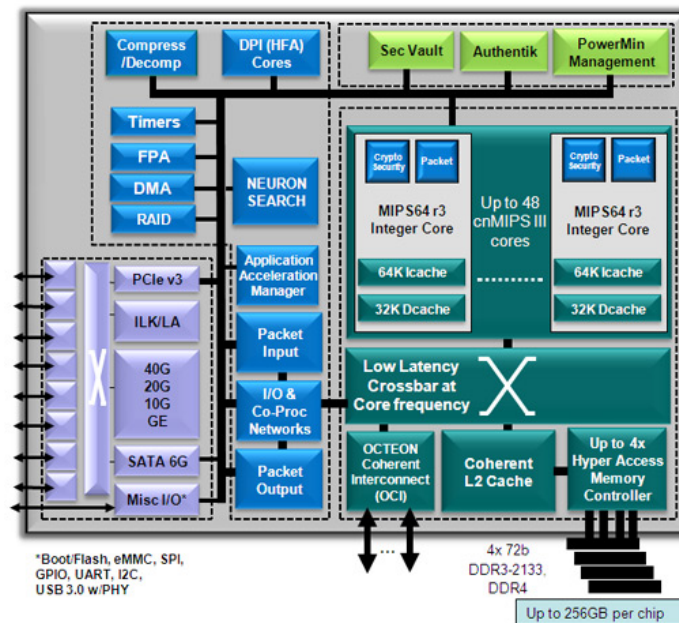 Compress
/Decomp
DPI (HFA)
Cores
Sec Vault
Authentik
PowerMin
Management
Timers
FPA
DMA
RAID
NEURON
SEARCH
Crypto
Security
Packet
MIPS64 r3
Integer Core
64K Icache
32K Dcache
Up to 48
cnMIPS III
cores
Crypto
Security
Packet
MIPS64 r3
Integer Core
64K Icache
32K Dcache
PCIe v3
ILK/LA
40G
20G
10G
GE
SATA 6G
Misc I/O*
Application
Acceleration
Manager
Packet
Input
I/O &
Co-Proc
Networks
Packet
Output
Low Latency
Crossbar at
Core frequency
OCTEON
Coherent
Interconnect
(OCI)
Coherent
L2 Cache
Up to 4x
Hyper Access
Memory
Controller
*Boot/Flash, eMMC, SPI,
GPIO, UART, I2C,
USB 3.0 w/PHY
...
4x 72b
DDR3-2133,
DDR4
Up to 256GB per chip